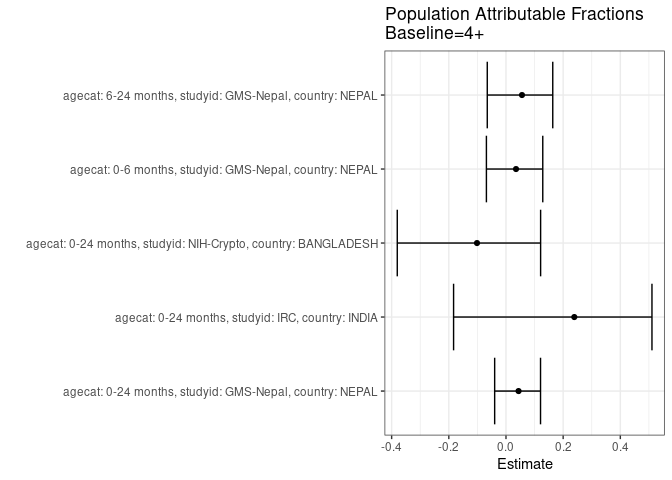 Population Attributable Fractions
Baseline=4+
agecat: 6-24 months, studyid: GMS-Nepal, country: NEPAL
agecat: 0-6 months, studyid: GMS-Nepal, country: NEPAL
agecat: 0-24 months, studyid: NIH-Crypto, country: BANGLADESH
agecat: 0-24 months, studyid: IRC, country: INDIA
agecat: 0-24 months, studyid: GMS-Nepal, country: NEPAL
-0.4 -0.2 0.0 0.2 0.4
Estimate